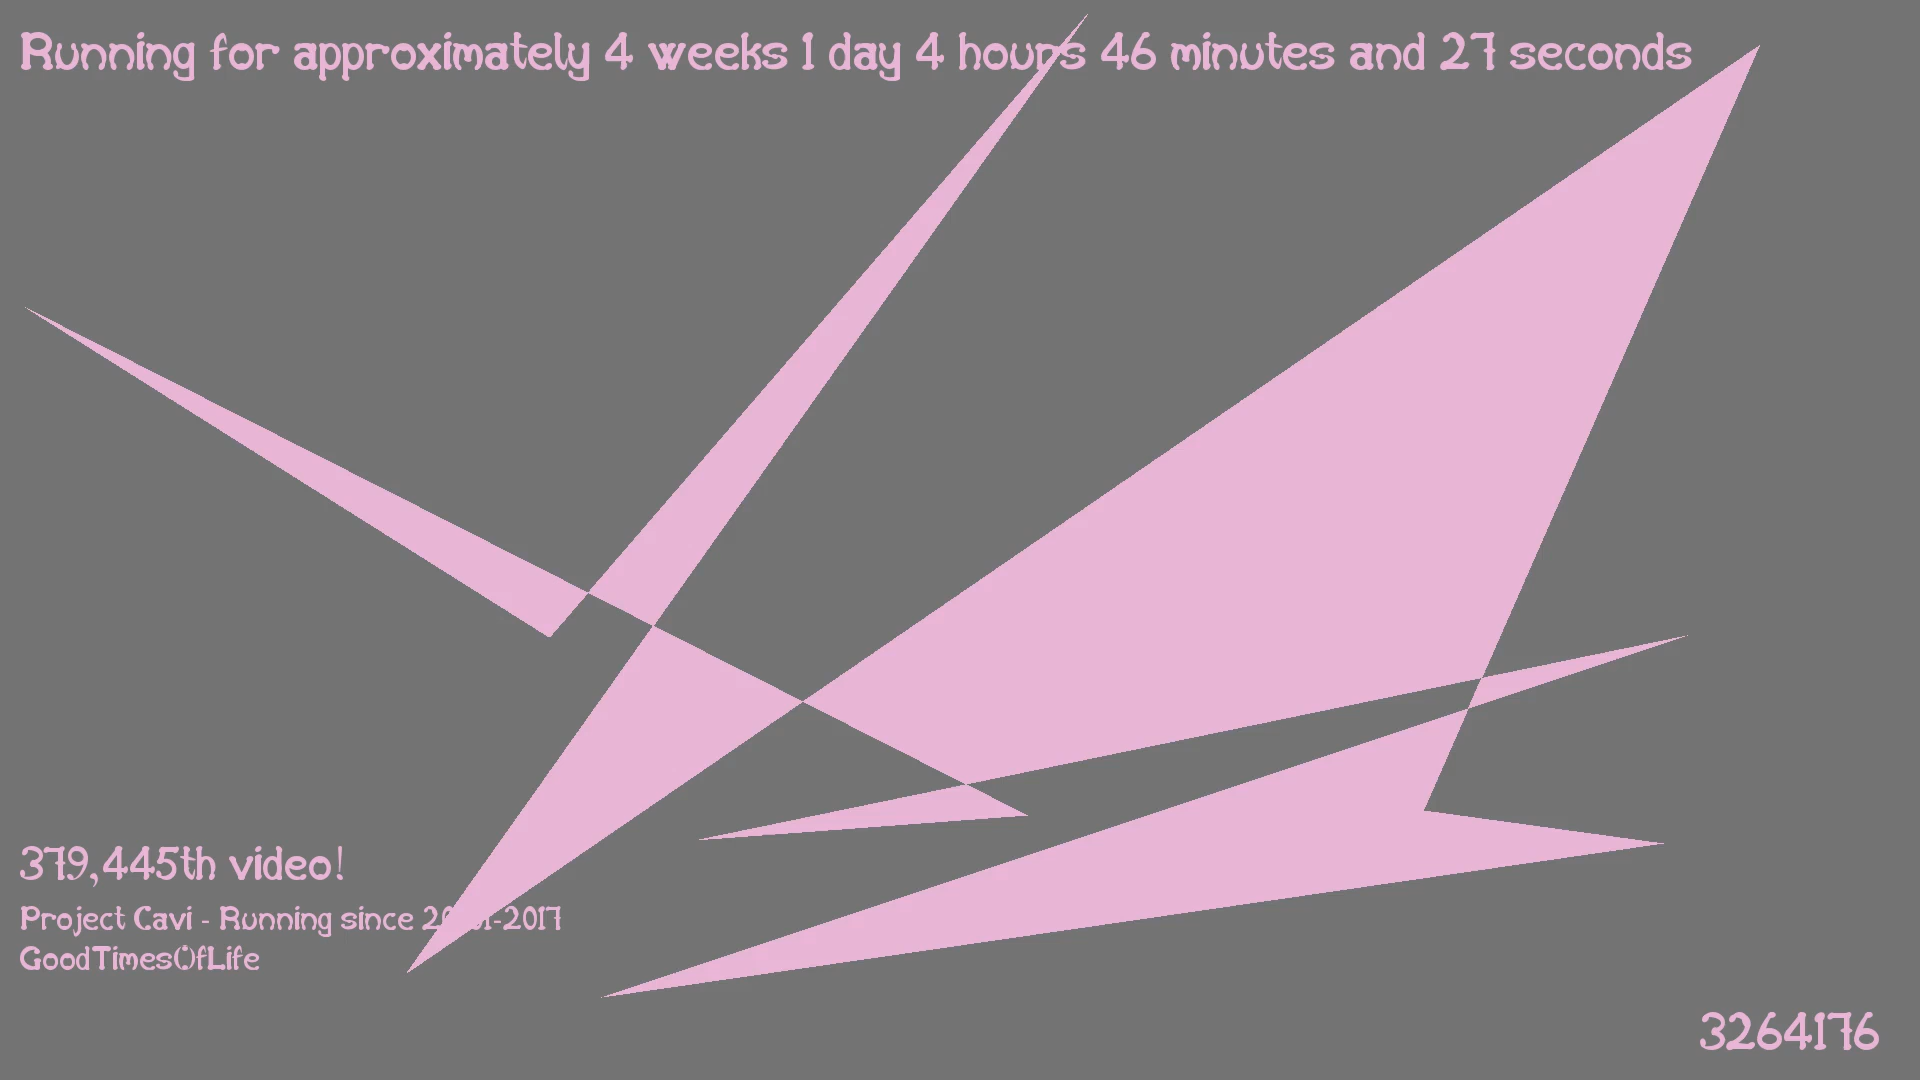 Running for approximately 4 weeks 1 day 4 hours 46 minutes and 27 seconds
379,445th video!
Project Cavi - Running since
GoodTimesOfLife
3264176